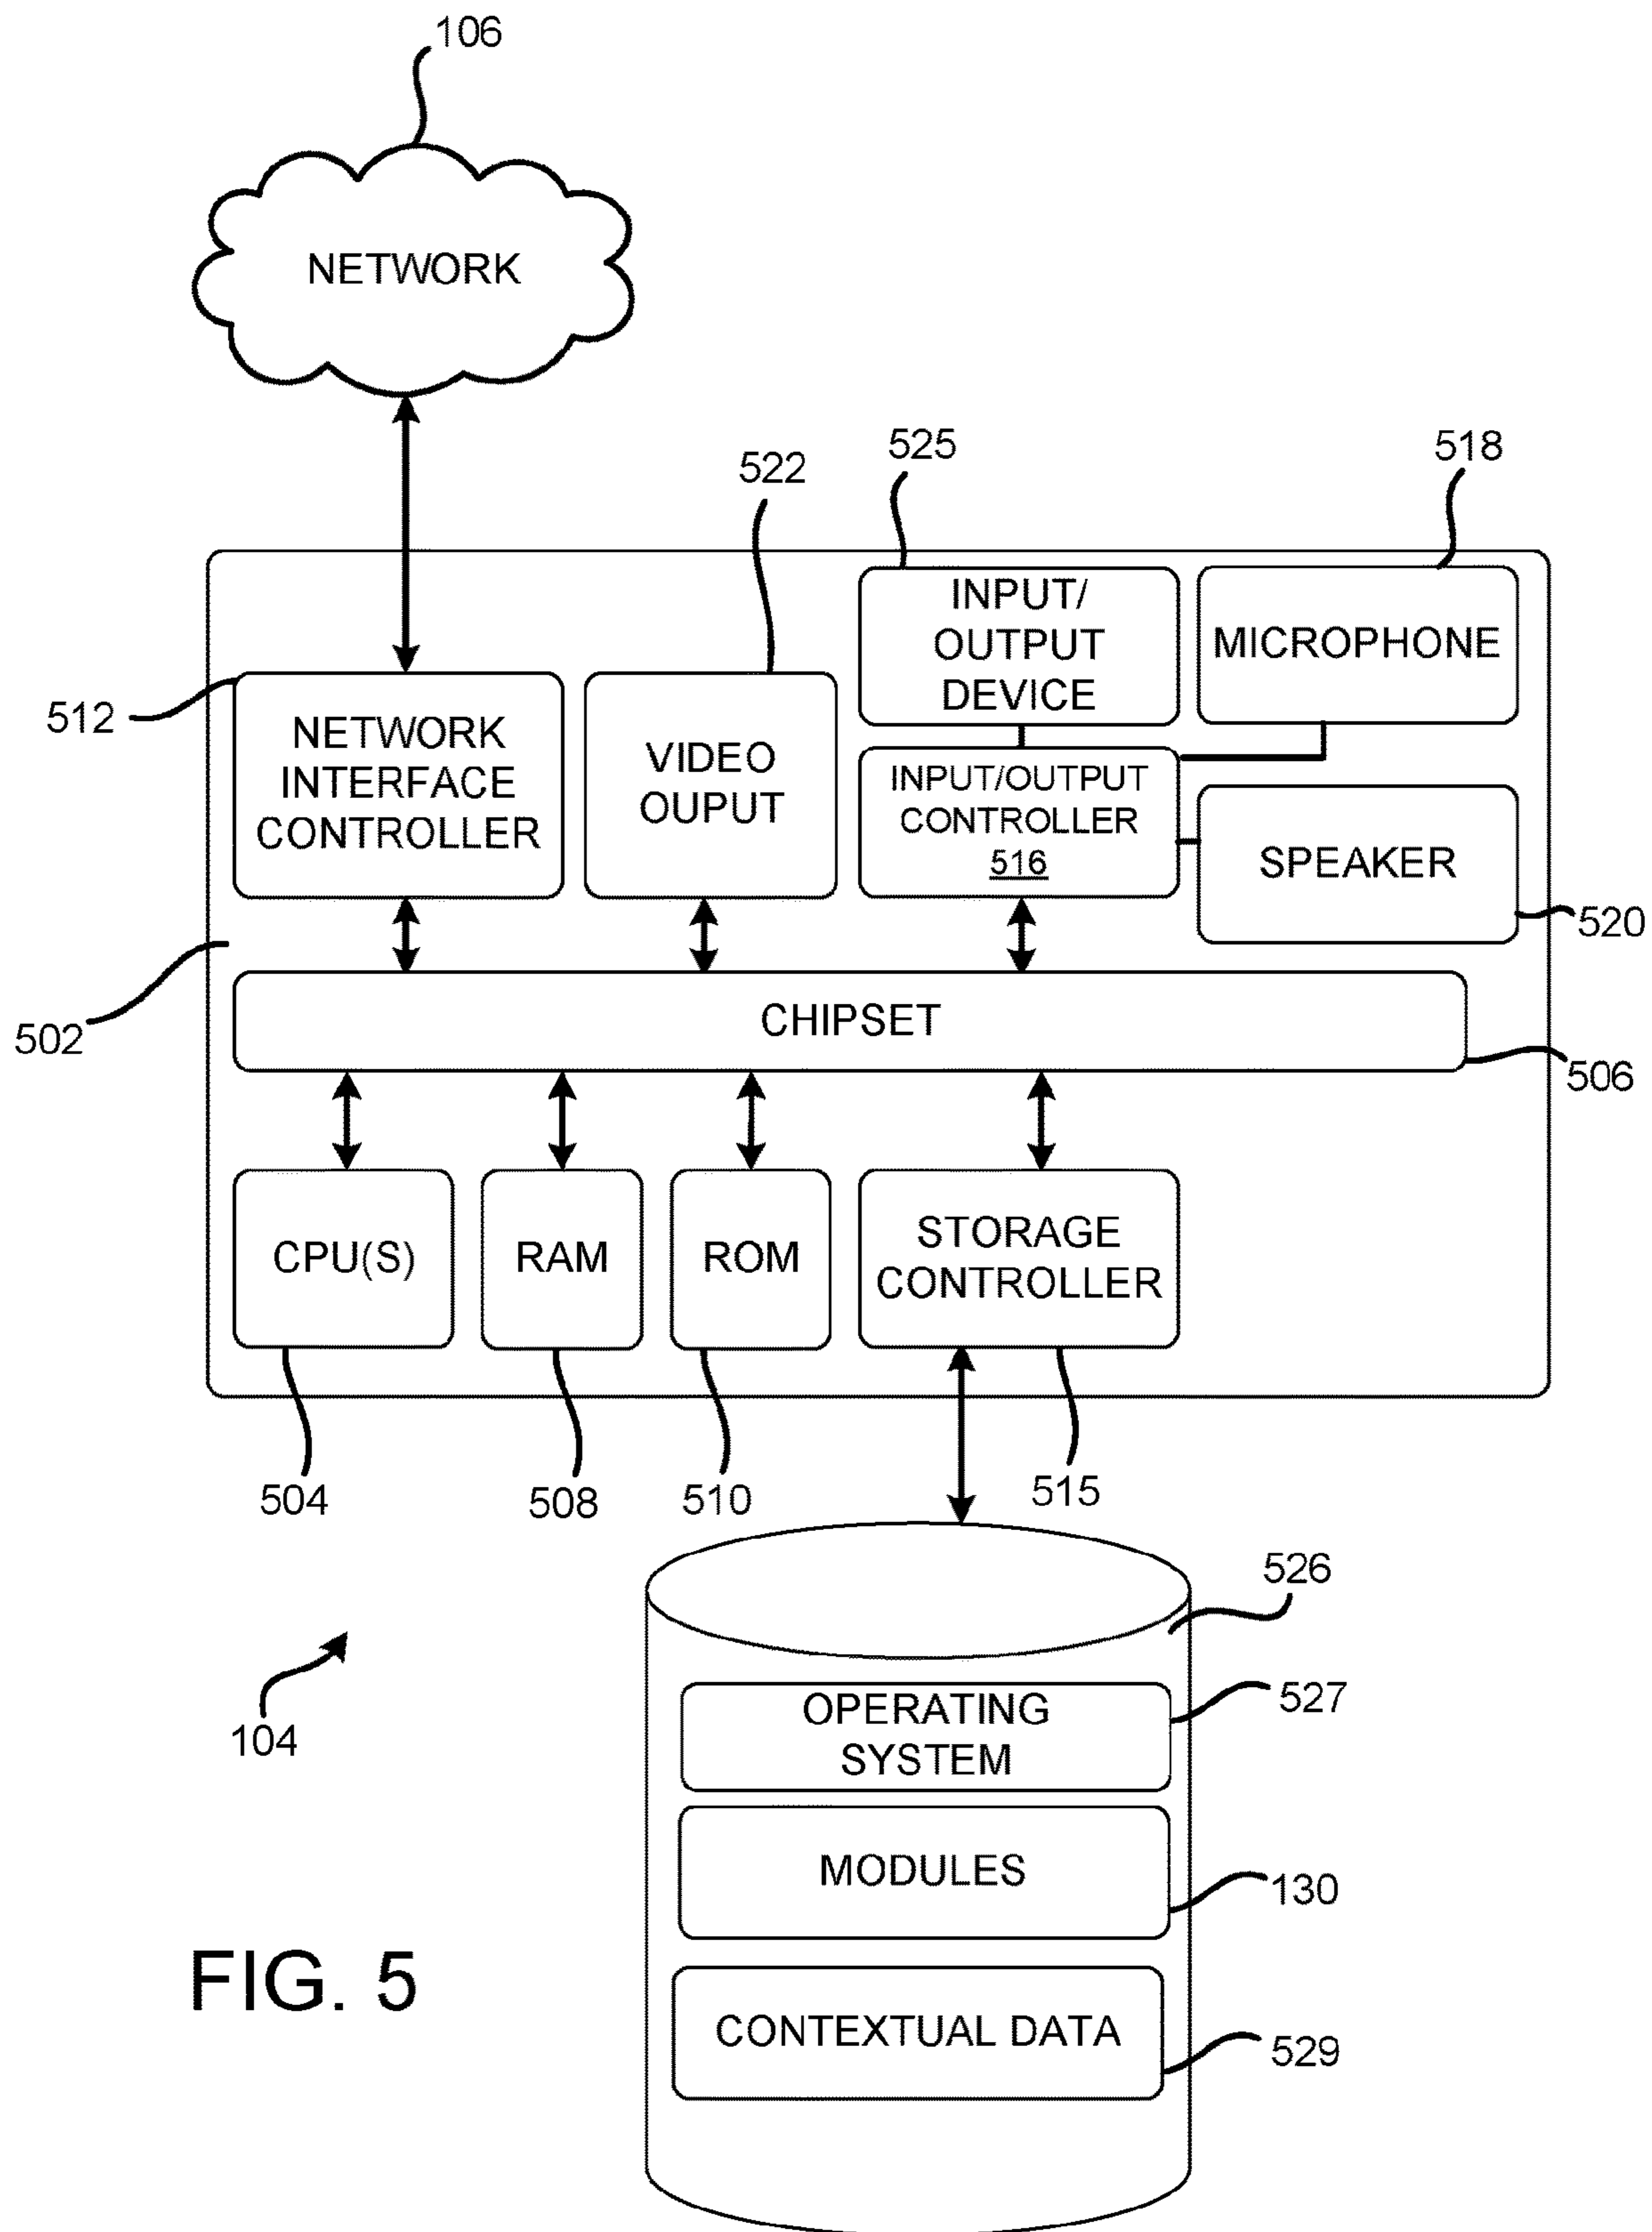 106
NETWORK
525
518
522
INPUT/
OUTPUT
DEVICE
MICROPHONE
512
NETWORK
INTERFACE
CONTROLLER
VIDEO
OUPUT
INPUT/OUTPUT
CONTROLLER
516
SPEAKER
520
502
CHIPSET
506
CPU(S)
RAM
ROM
STORAGE
CONTROLLER
504
508
510
515
526
527
OPERATING
SYSTEM
104
MODULES
130
FIG. 5
CONTEXTUAL DATA
529